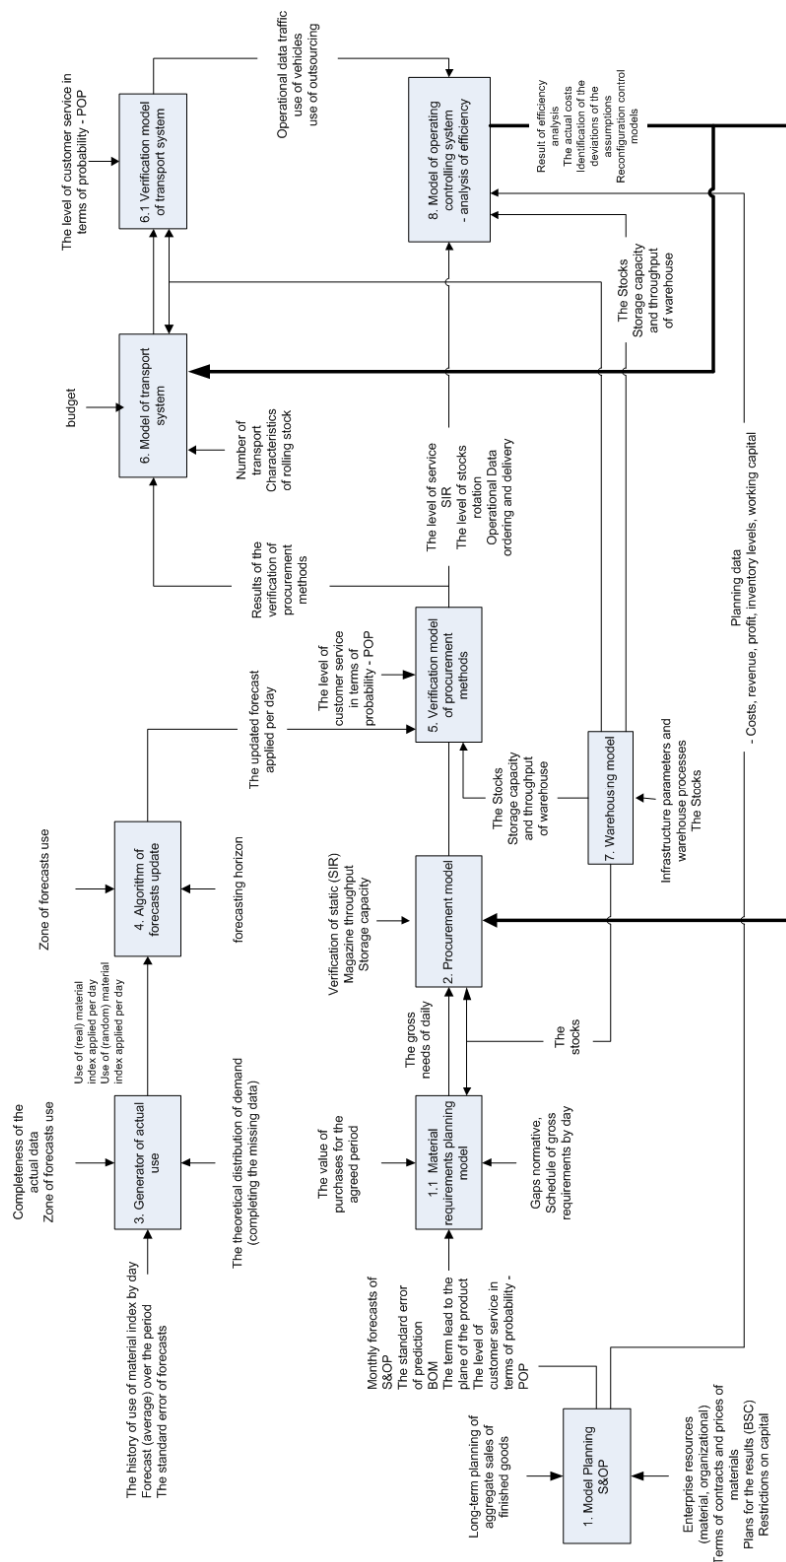 Completeness of the
actual data
Zone of forecasts use
3. Generator of actual
use
The history of use of material index by day
Forecast (average) over the period
The standard error of forecasts
The theoretical distribution of demand
(completing the missing data)
Use of (real) material
index applied per day
Use of (random) material
index applied per day
Zone of forecasts use
4. Algorithm of
forecasts update
forecasting horizon
The updated forecast
applied per day
budget
6. Model of transport
system
Number of
transport
Characteristics
of rolling stock
Results of the
verification of
procurement
methods
The level of customer service in
terms of probability - POP
6.1 Verification model
of transport system
Operational data traffic
use of vehicles
use of outsourcing
Monthly forecasts of
S&OP
The standard error
of prediction
BOM
The term lead to the
plane of the product
The level of
customer service in
terms of probability -
POP
The value of
purchases for the
agreed period
1.1 Material
requirements planning
model
Gaps normative,
Schedule of gross
requirements by day
The gross
needs of daily
Verification of static (SIR)
Magazine throughput
Storage capacity
2. Procurement model
The
stocks
The level of
customer service
in terms of
probability - POP
5. Verification model
of procurement
methods
The Stocks
Storage capacity
and throughput
of warehouse
The level of service
SIR
The level of stocks
rotation
Operational Data
ordering and delivery
8. Model of operating
controlling system
- analysis of efficiency
Result of efficiency
analysis
The actual costs
Identification of the
deviations of the
assumptions
Reconfiguration control
models
The Stocks
Storage capacity
and throughput
of warehouse
7. Warehousng model
Infrastructure parameters and
warehouse processes
The Stocks
Long-term planning of
aggregate sales of
finished goods
1. Model Planning
S&OP
Enterprise resources
(material, organizational)
Terms of contracts and prices of
materials
Plans for the results (BSC)
Restrictions on capital
Planning data
- Costs, revenue, profit, inventory levels, working capital